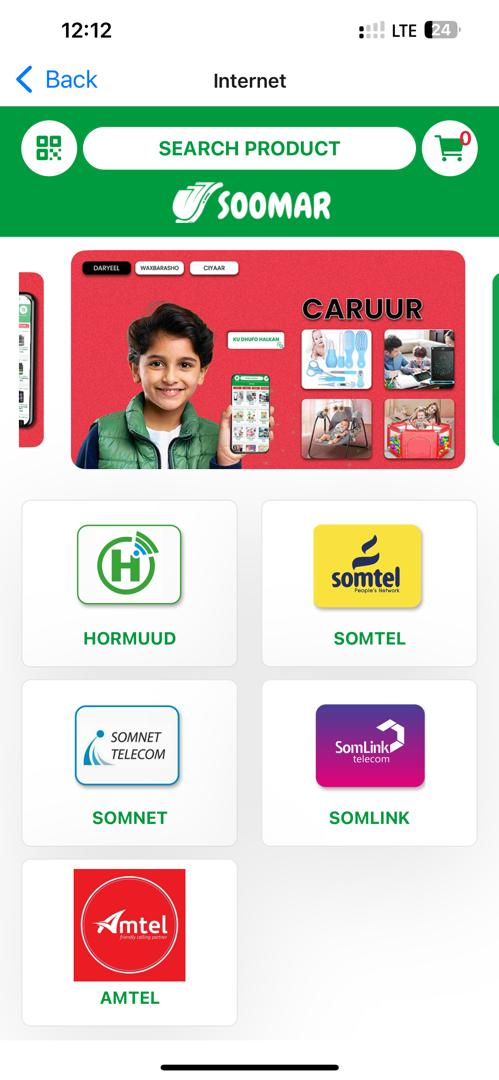 12:12
LTE 24
Back
Internet
SEARCH PRODUCT
0
SOOMAR
DARYEEL WAXBARASHO CIYAAR
CARUUR
KU DHUFO HALKAN
H
somtel
People's Network
HORMUUD
SOMTEL
SOMNET
TELECOM
SomLink
telecom
SOMNET
SOMLINK
Amtel
friendly calling partner
AMTEL